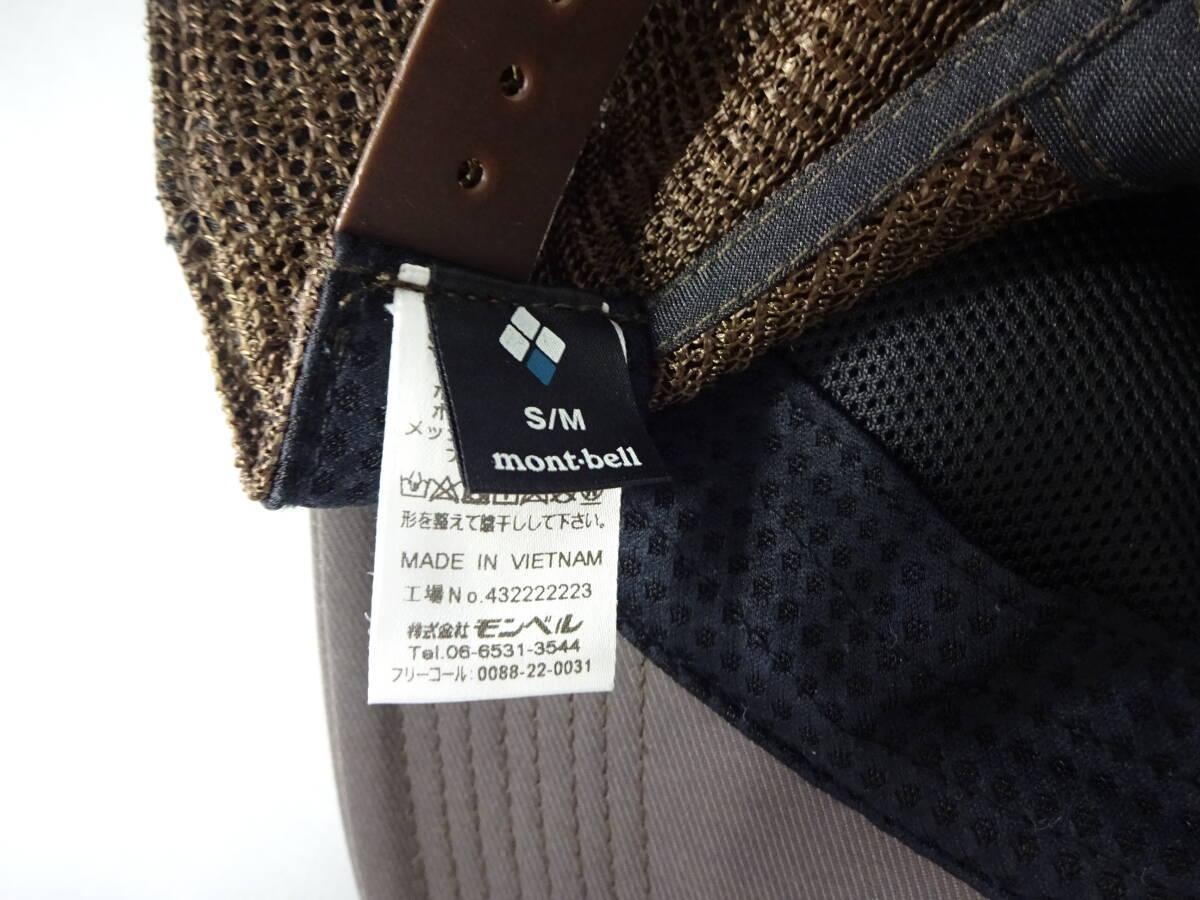 S/M
mont-bell
メッ
形を整えて陰干しして下さい。
MADE IN VIETNAM
工場No.432222223
株式会社 モンベル
Tel.06-6531-3544
フリーコール:0088-22-0031